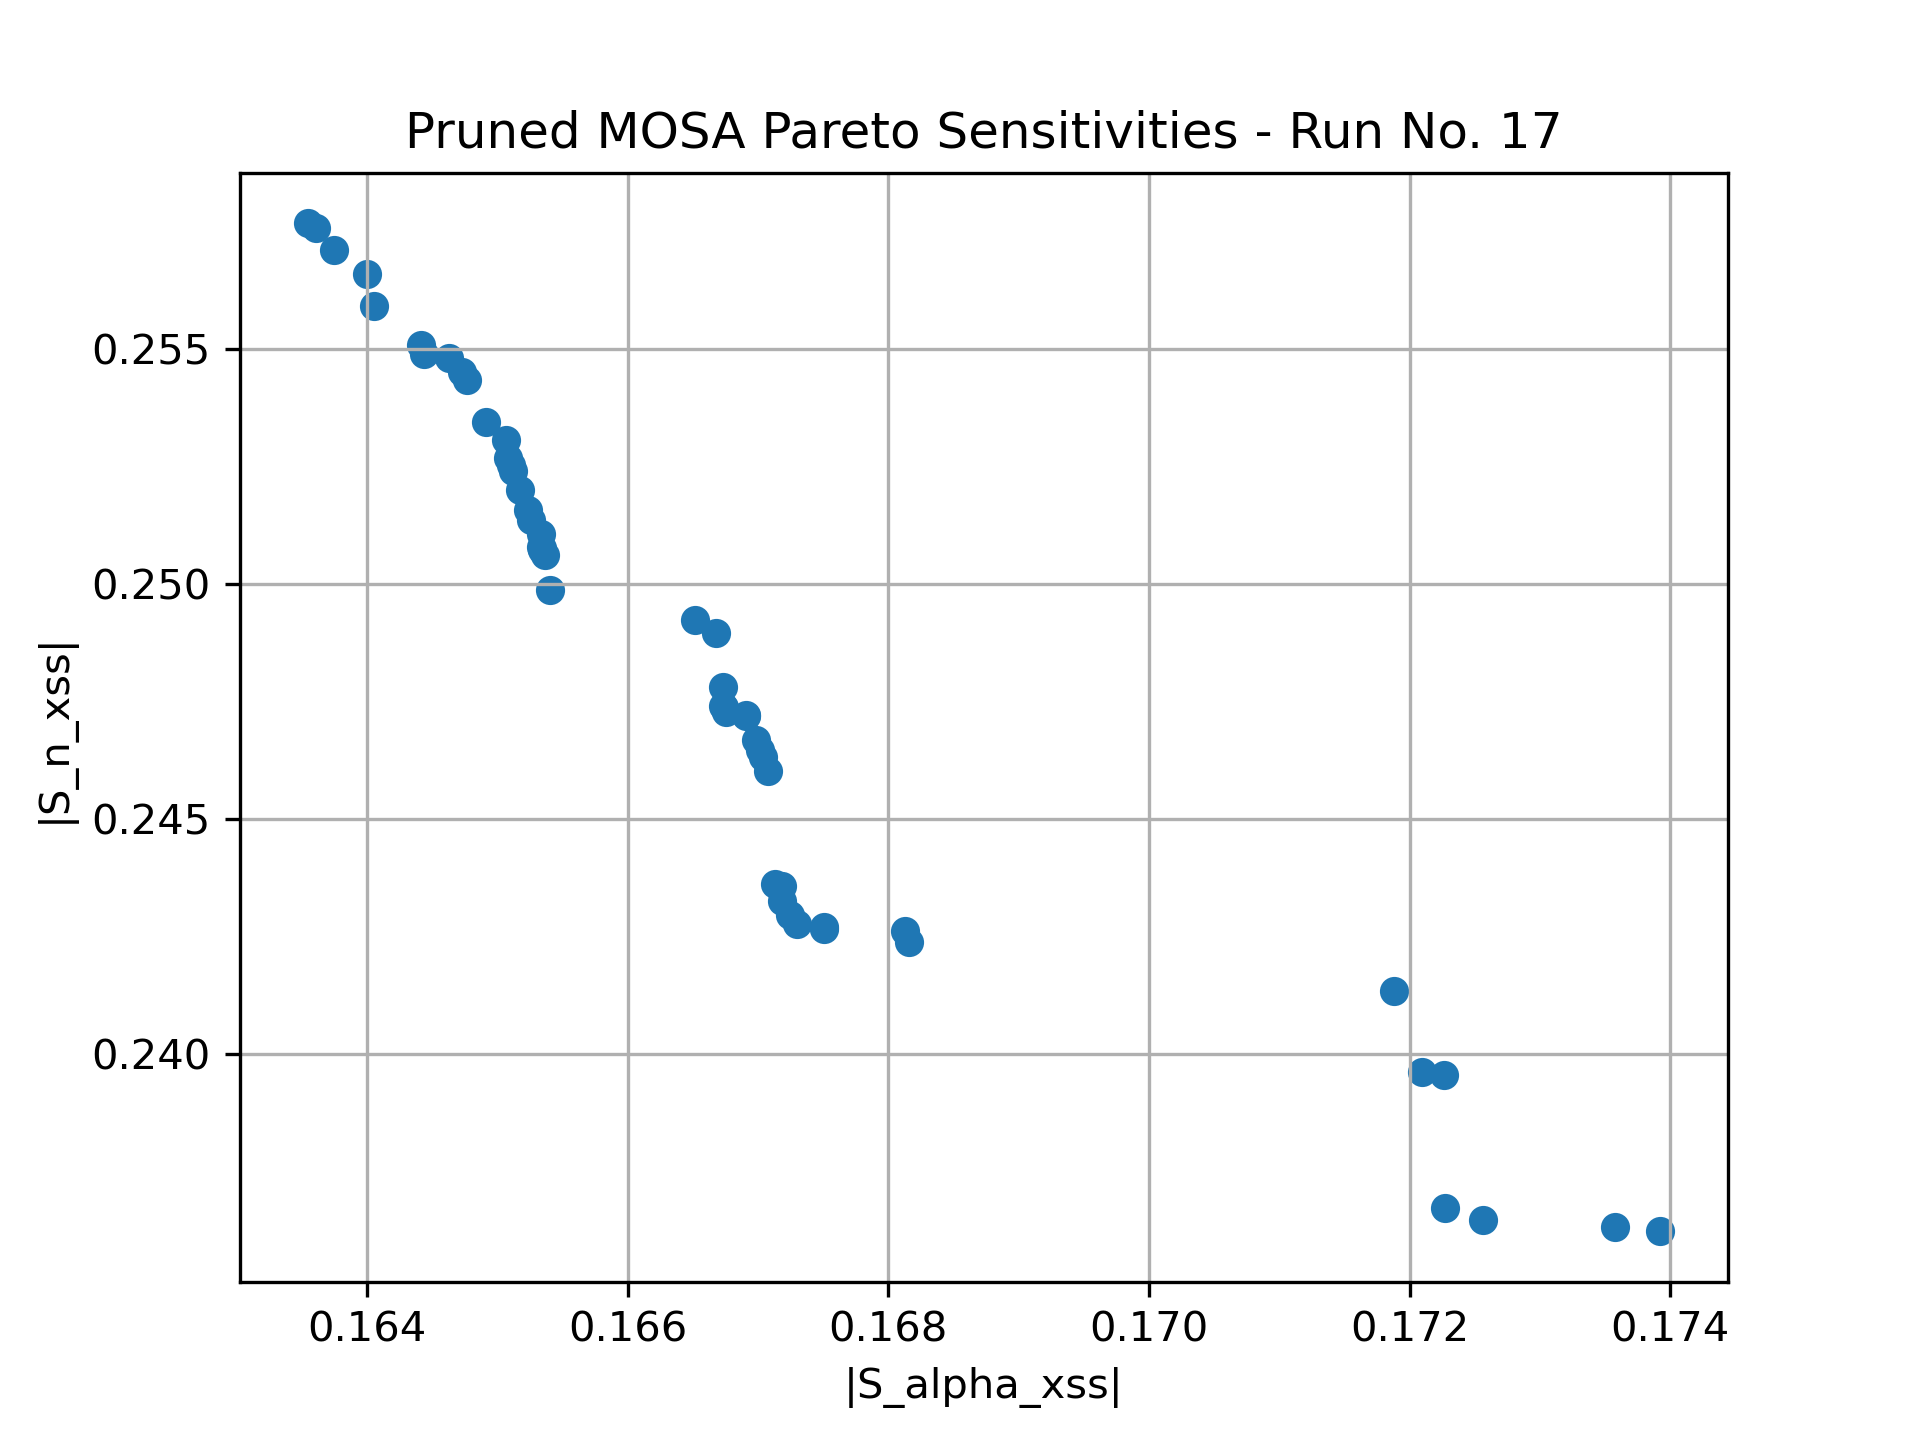 Pruned MOSA Pareto Sensitivities - Run No. 17
|S_n_xss|
0.255
0.250
0.245
0.240
0.164 0.166 0.168 0.170 0.172 0.174
|S_alpha_xss|